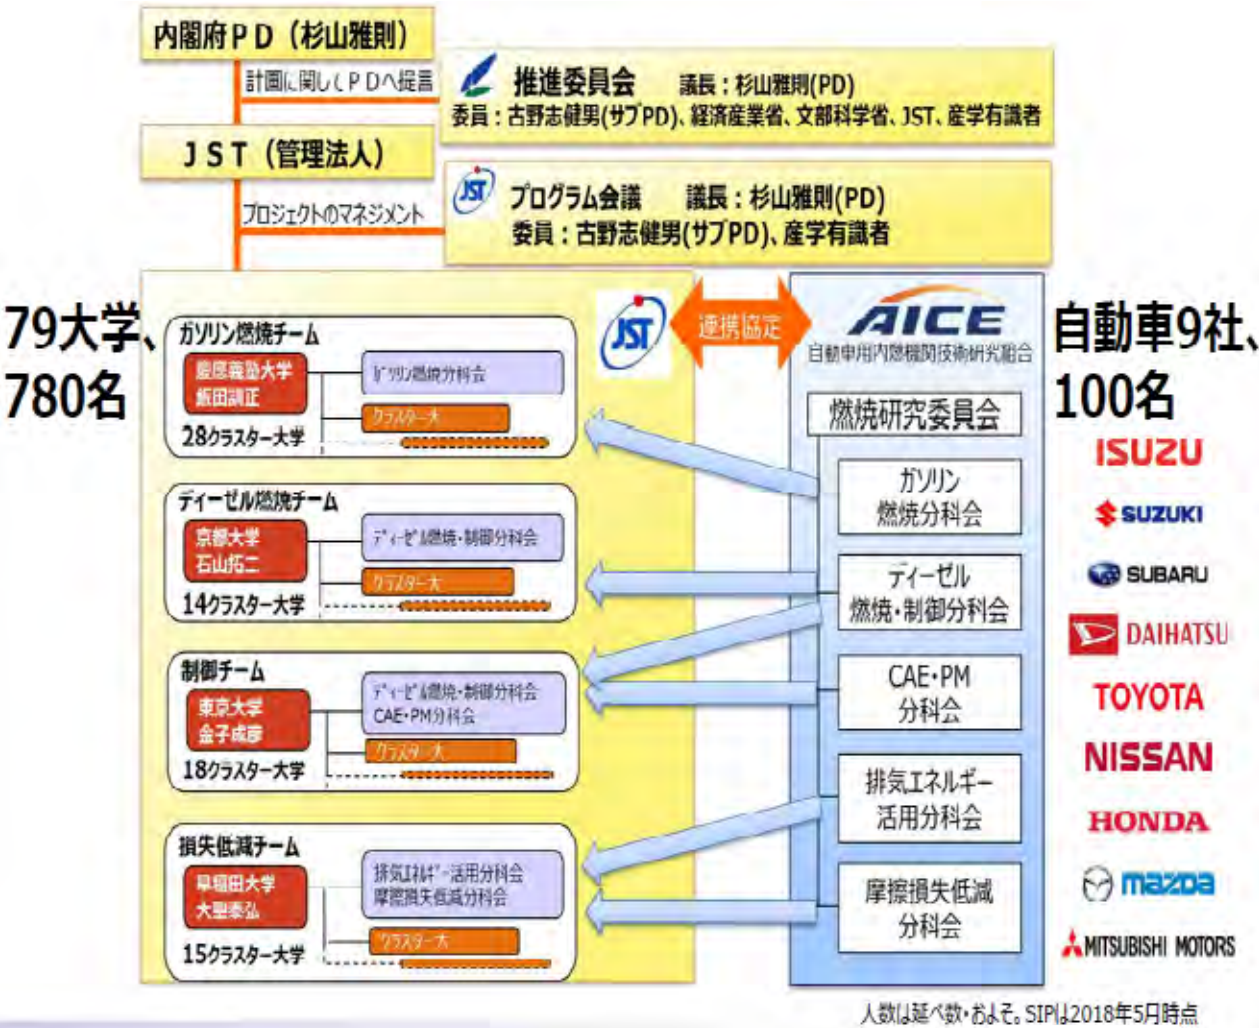 内閣府PD（杉山雅則）
計画に関してPDへ提言
推進委員会　議長：杉山雅則(PD)
委員：古野志健男(サブPD)、経済産業省、文部科学省、JST、産学有識者
JST（管理法人）
プロジェクトのマネジメント
JST
プログラム会議　議長：杉山雅則(PD)
委員：古野志健男(サブPD)、産学有識者
79大学、
780名
ガソリン燃焼チーム
慶應義塾大学
飯田訓正
ガソリン燃焼分科会
クラスター大
28クラスター大学
ディーゼル燃焼チーム
京都大学
石山拓二
ディーゼル燃焼・制御分科会
クラスター大
14クラスター大学
制御チーム
東京大学
金子成彦
ディーゼル燃焼・制御分科会
CAE・PM分科会
クラスター大
18クラスター大学
損失低減チーム
早稲田大学
大聖泰弘
排気エネルギー活用分科会
摩擦損失低減分科会
クラスター大
15クラスター大学
JST
連携協定
AICE
自動車用内燃機関技術研究組合
燃焼研究委員会
ガソリン
燃焼分科会
ディーゼル
燃焼・制御分科会
CAE・PM
分科会
排気エネルギー
活用分科会
摩擦損失低減
分科会
自動車9社、
100名
ISUZU
SUZUKI
SUBARU
DAIHATSU
TOYOTA
NISSAN
HONDA
mazda
MITSUBISHI MOTORS
人数は延べ数・およそ。SIPは2018年5月時点